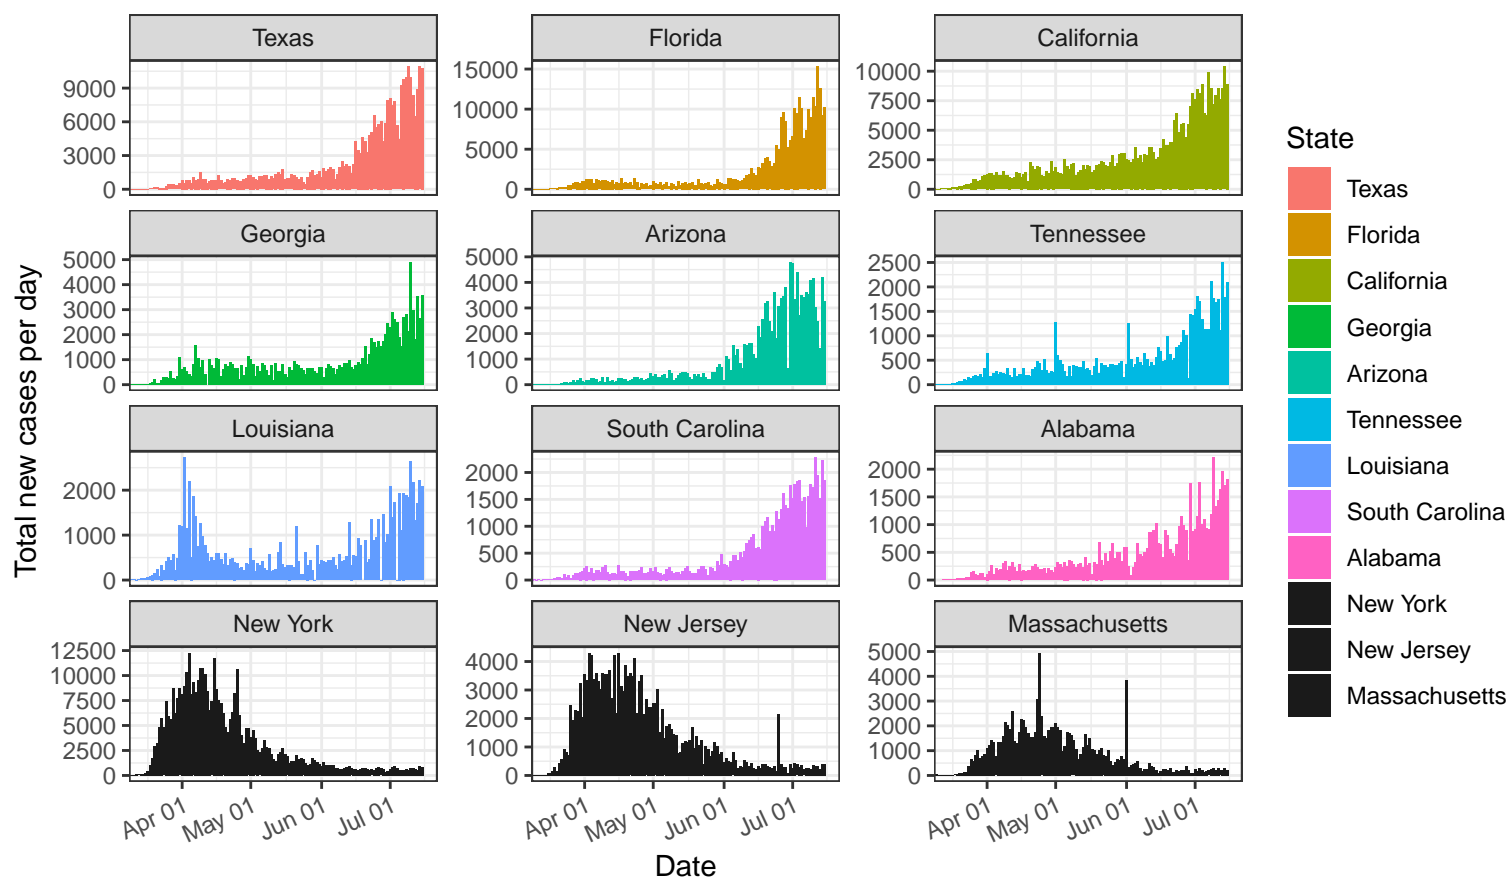 Texas
Florida
California
9000
6000
3000
0
15000
10000
5000
0
10000
7500
5000
2500
0
Georgia
Arizona
Tennessee
5000
4000
3000
2000
1000
0
5000
4000
3000
2000
1000
0
2500
2000
1500
1000
500
0
Louisiana
South Carolina
Alabama
2000
1000
0
2000
1500
1000
500
0
2000
1500
1000
500
0
New York
New Jersey
Massachusetts
12500
10000
7500
5000
2500
0
4000
3000
2000
1000
0
5000
4000
3000
2000
1000
0
Apr 01 May 01 Jun 01 Jul 01
Apr 01 May 01 Jun 01 Jul 01
Apr 01 May 01 Jun 01 Jul 01
Date
Total new cases per day
State
Texas
Florida
California
Georgia
Arizona
Tennessee
Louisiana
South Carolina
Alabama
New York
New Jersey
Massachusetts